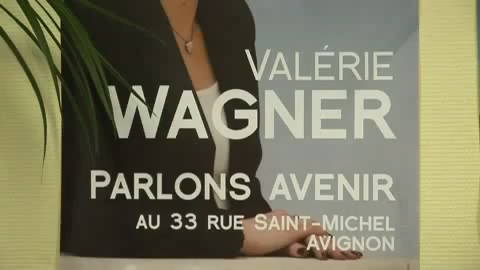 VALÉRIE
WAGNER
PARLONS AVENIR
AU 33 RUE SAINT-MICHEL
AVIGNON